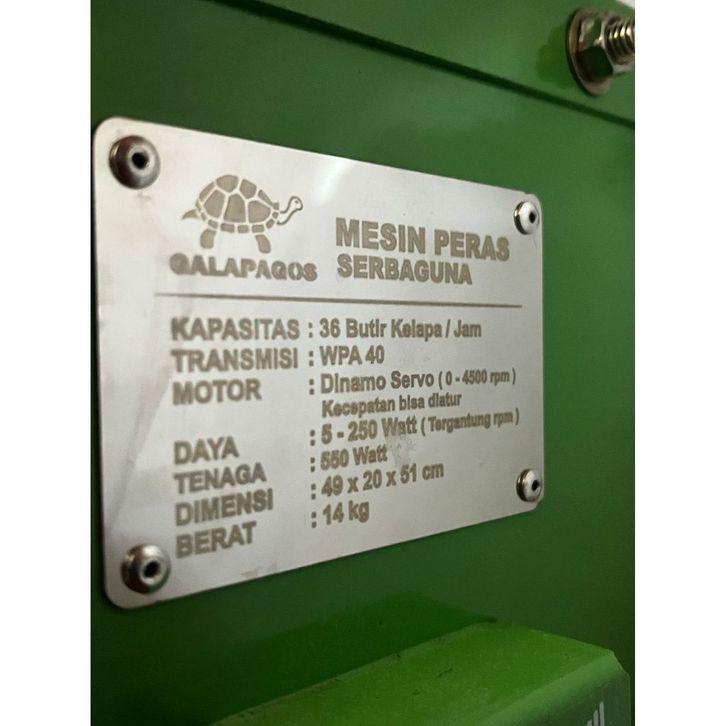 GALAPAGOS
MESIN PERAS
SERBAGUNA
KAPASITAS : 36 Butir Kelapa / Jam
TRANSMISI : WPA 40
MOTOR : Dinamo Servo ( 0 - 4500 rpm )
Kecepatan bisa diatur
DAYA : 5 - 250 Watt ( Tergantung rpm )
TENAGA : 550 Watt
DIMENSI : 49 x 20 x 51 cm
BERAT : 14 kg